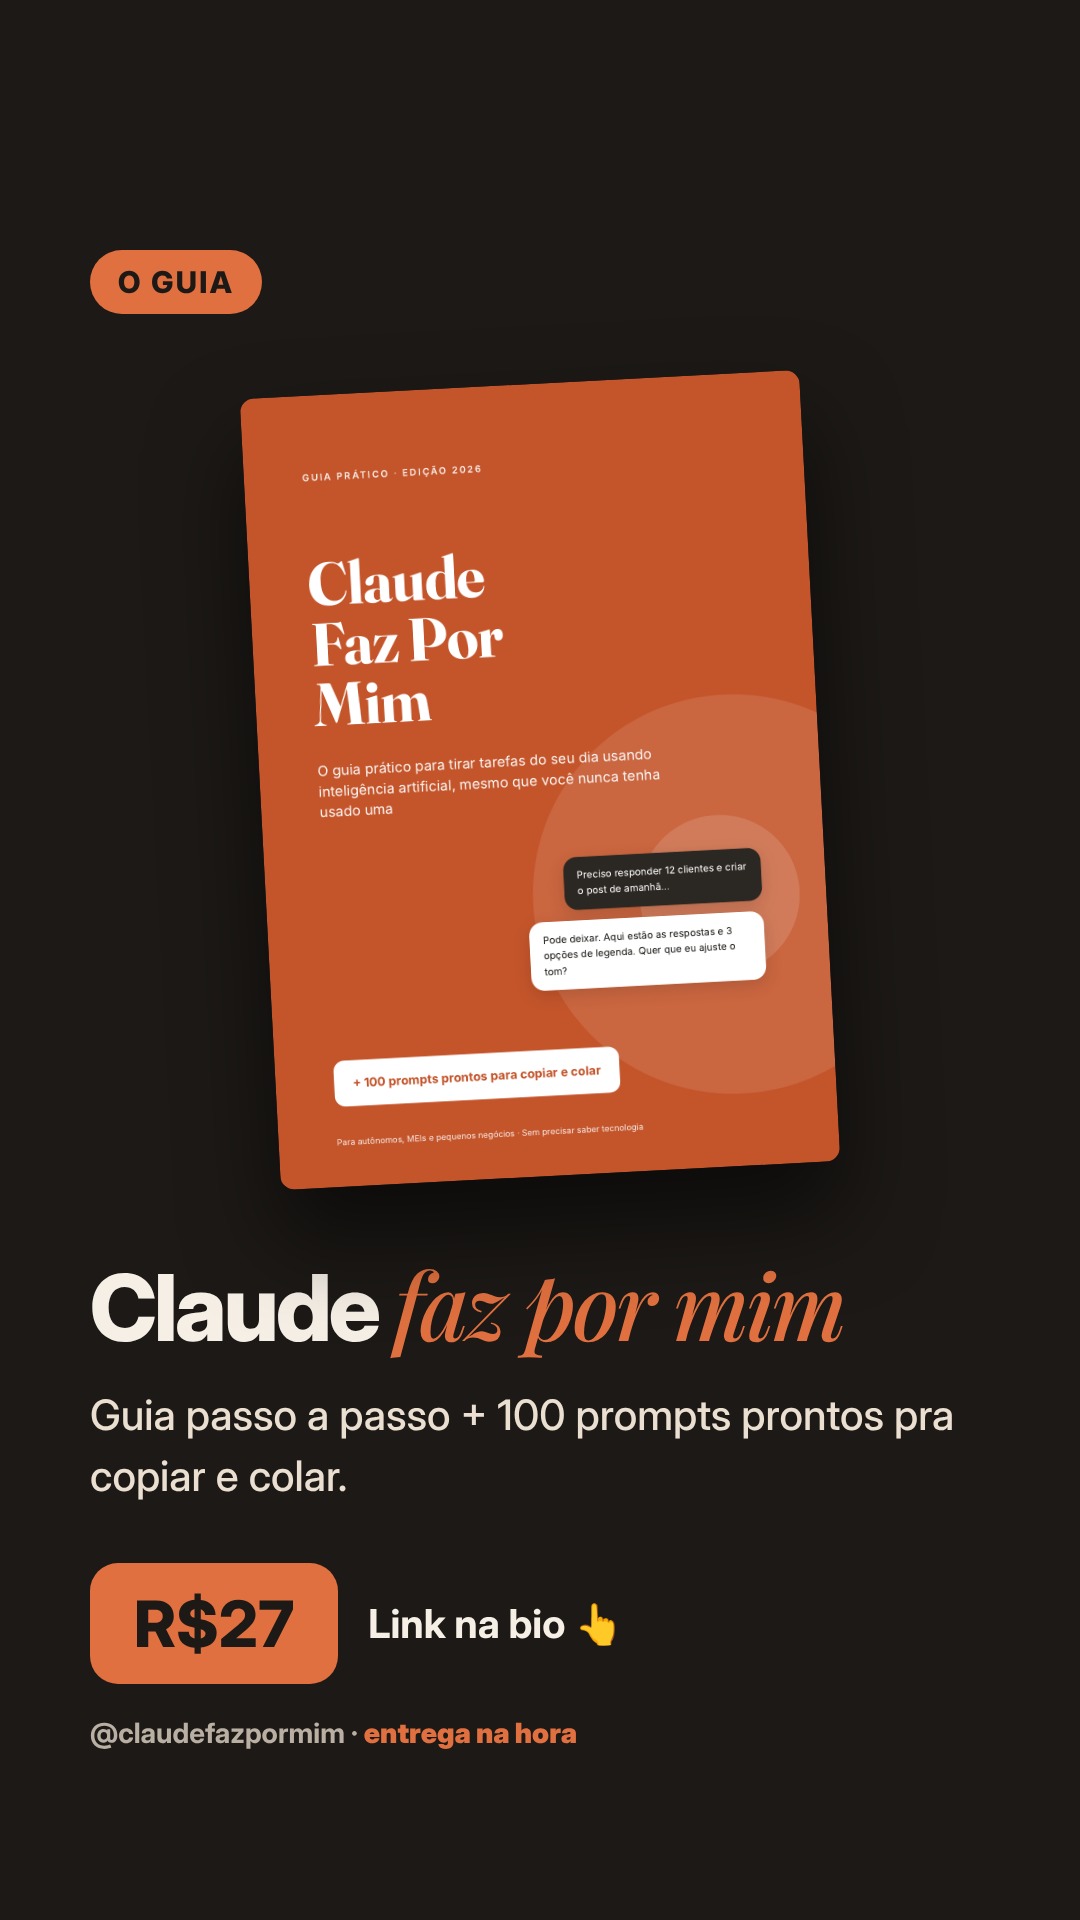 O GUIA
GUIA PRÁTICO · EDIÇÃO 2026
Claude
Faz Por
Mim
O guia prático para tirar tarefas do seu dia usando
inteligência artificial, mesmo que você nunca tenha
usado uma
Preciso responder 12 clientes e criar
o post de amanhã...
Pode deixar. Aqui estão as respostas e 3
opções de legenda. Quer que eu ajuste o
tom?
+ 100 prompts prontos para copiar e colar
Para autônomos, MEIs e pequenos negócios · Sem precisar saber tecnologia
Claude faz por mim
Guia passo a passo + 100 prompts prontos pra
copiar e colar.
R$27
Link na bio 👆
@claudefazpormim · entrega na hora